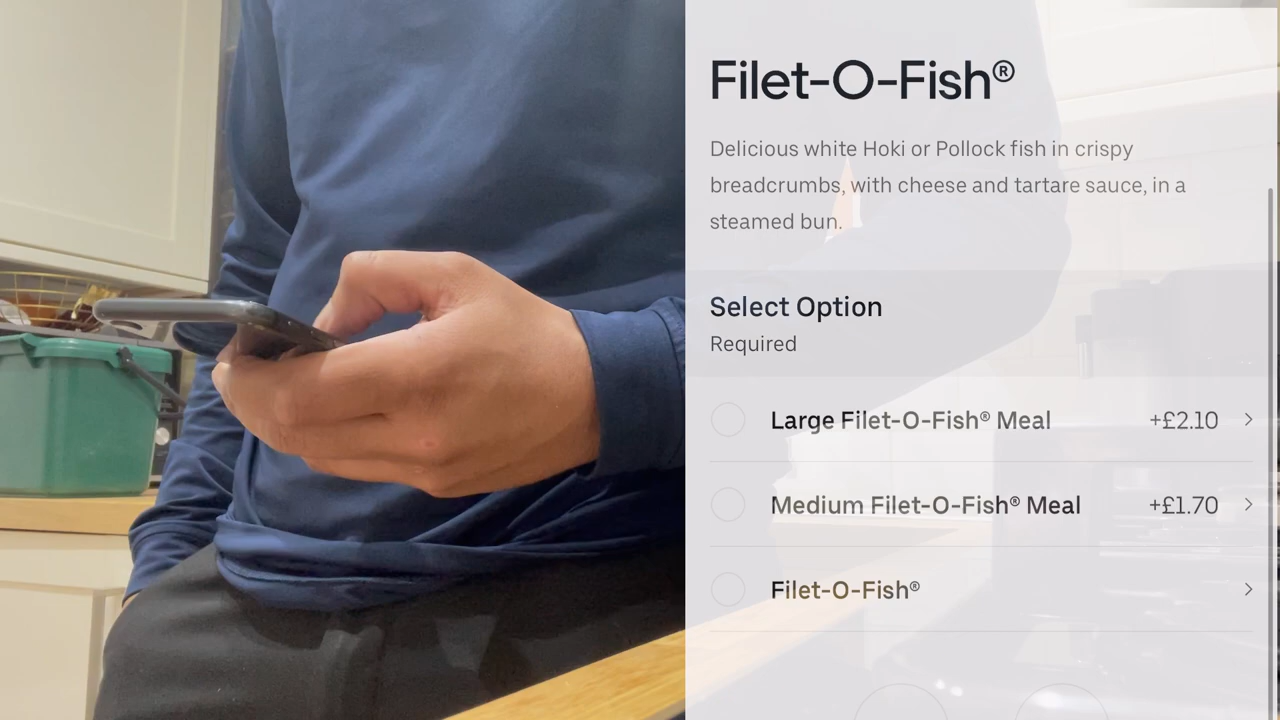 Filet-O-Fish®
Delicious white Hoki or Pollock fish in crispy
breadcrumbs, with cheese and tartare sauce, in a
steamed bun.
Select Option
Required
Large Filet-O-Fish® Meal +£2.10
Medium Filet-O-Fish® Meal +£1.70
Filet-O-Fish®